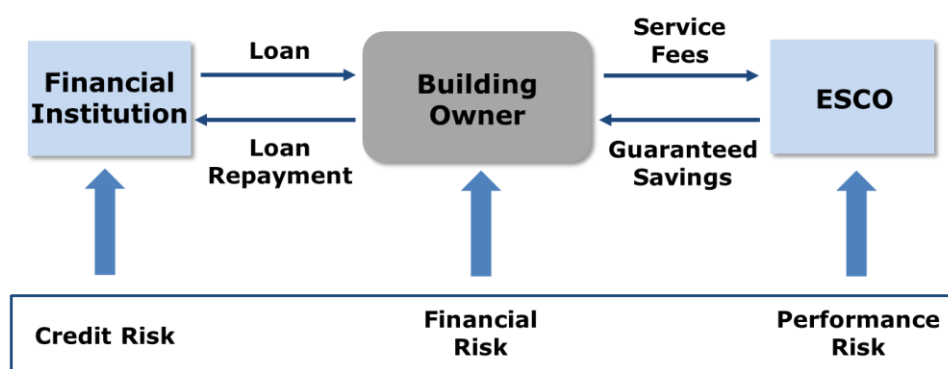 Loan
Service
Fees
Financial
Institution
Building
Owner
ESCO
Loan
Repayment
Guaranteed
Savings
Credit Risk
Financial
Risk
Performance
Risk